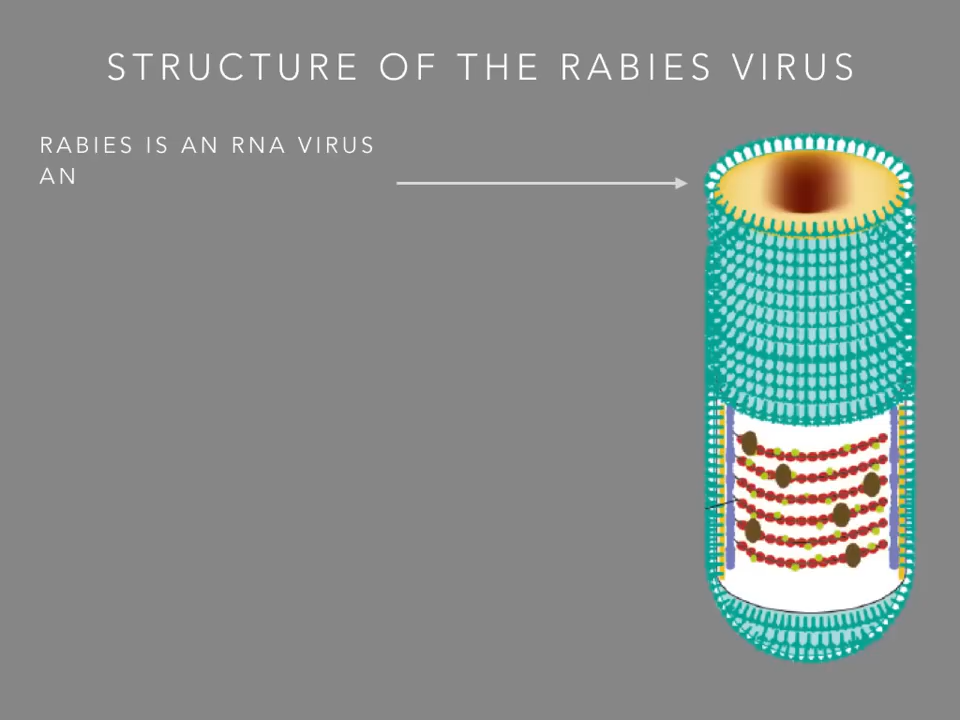 STRUCTURE OF THE RABIES VIRUS
RABIES IS AN RNA VIRUS
AN